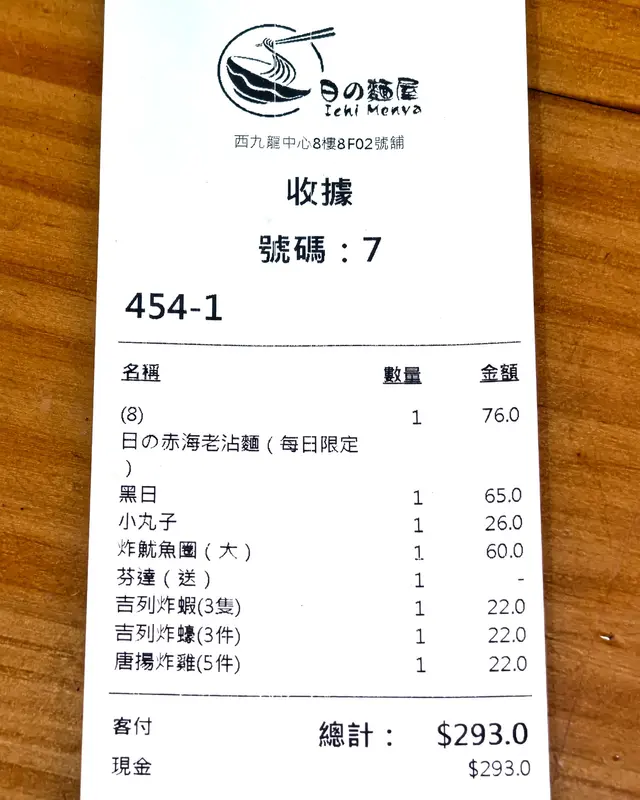 日の麵屋
Ichi Menya
西九龍中心8樓8F02號舖
收據
號碼：7
454-1
名稱 數量 金額
(8) 1 76.0
日の赤海老沾麵（每日限定
）
黑日 1 65.0
小丸子 1 26.0
炸魷魚圈（大） 1 60.0
芬達（送） 1 -
吉列炸蝦(3隻) 1 22.0
吉列炸蠔(3件) 1 22.0
唐揚炸雞(5件) 1 22.0
客付 總計： $293.0
現金 $293.0